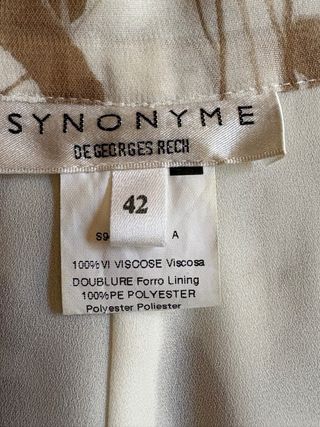 SYNONYME
DE GEORGES RECH
42
A
100% VI VISCOSE Viscosa
DOUBLURE Forro Lining
100%PE POLYESTER
Polyester Poliester